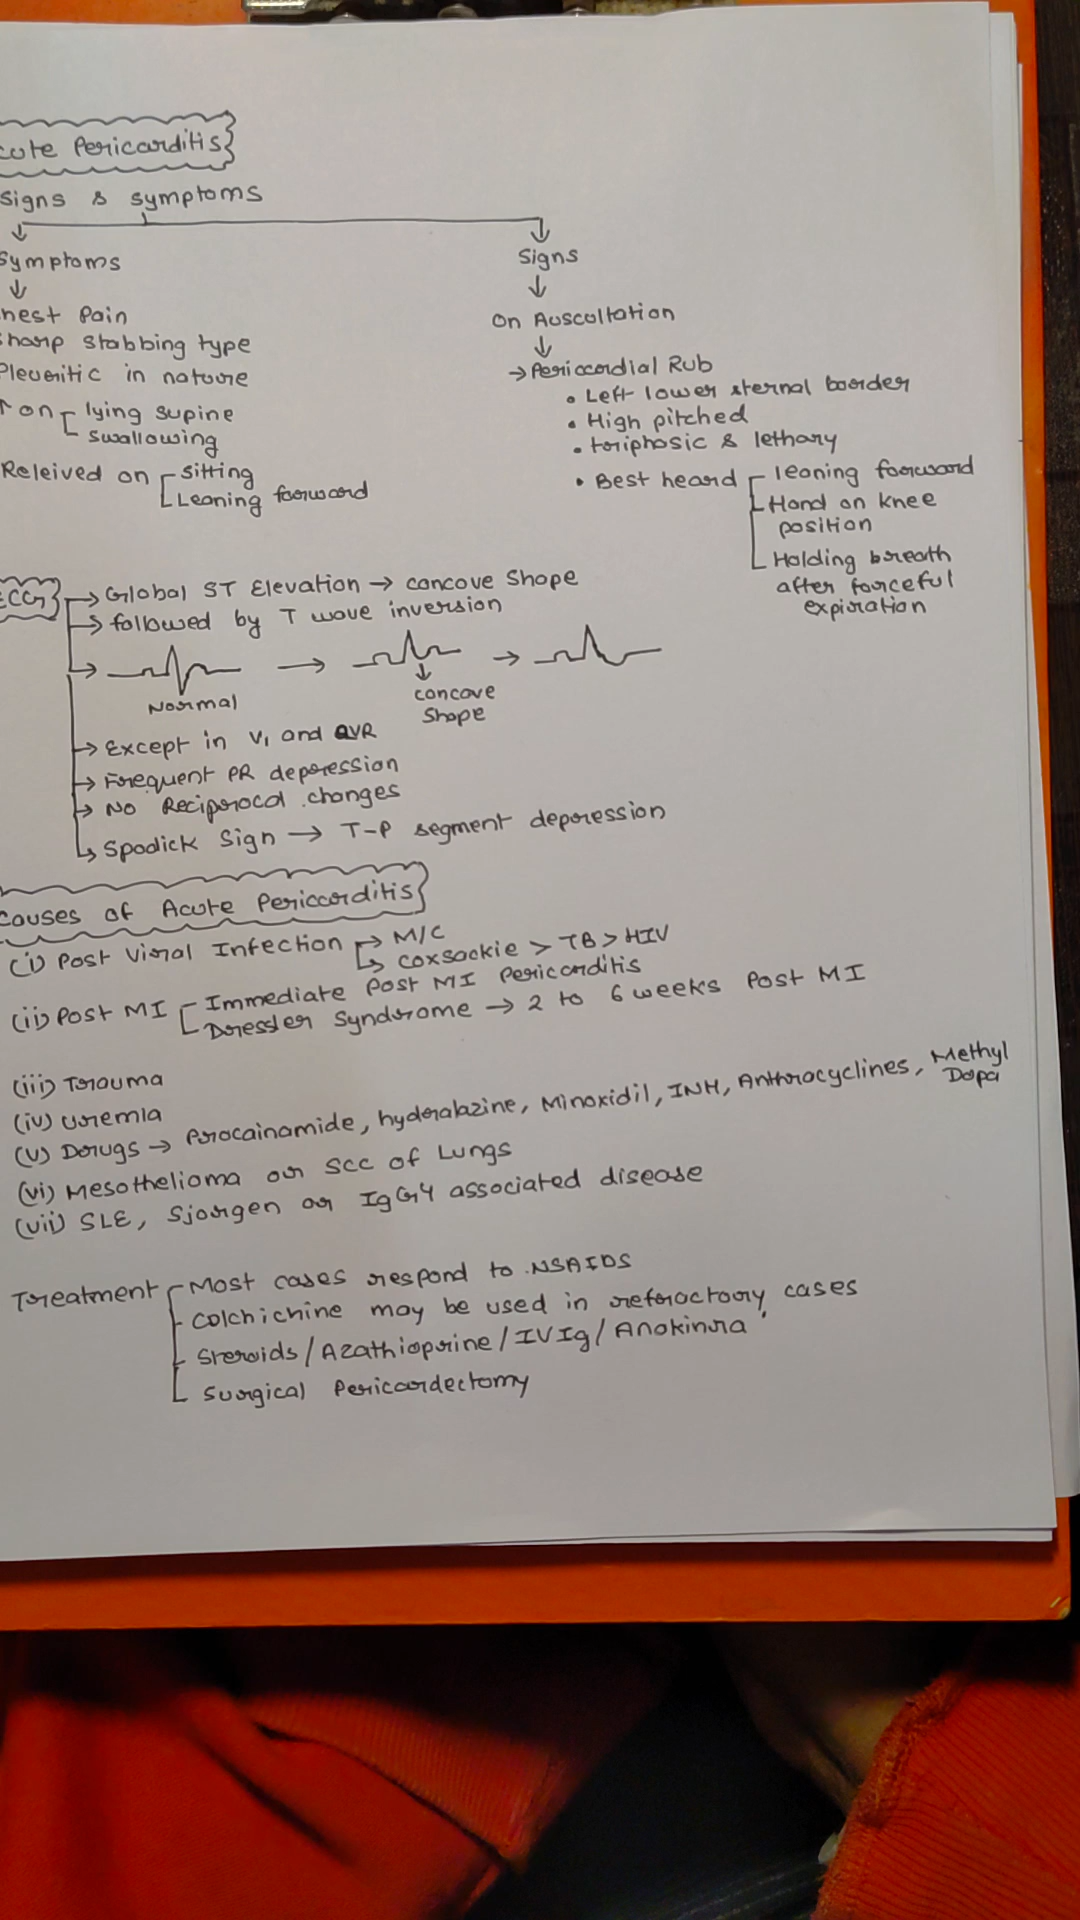 cute Pericarditis
Signs & symptoms
Symptoms
Signs
hest Pain
Sharp stabbing type
Pleuritic in nature
↑ on lying supine
swallowing
Releived on sitting
Leaning forward
On Auscultation
→ Pericardial Rub
• Left lower sternal border
• High pitched
• triphasic &
• Best heard leaning forward
Hand on knee
position
Holding breath
after forceful
expiration
ECG → Global ST Elevation → concave Shape
→ followed by T wave inversion
Normal
concave
Shape
→ Except in V1 and aVR
→ Frequent PR depression
→ No Reciprocal changes
→ Spodick Sign → T-P segment depression
Causes of Acute Pericarditis
(i) Post Viral Infection → M/C
→ coxsackie > TB > HIV
(ii) Post MI Immediate Post MI Pericarditis
Dressler Syndrome → 2 to 6 weeks Post MI
(iii) Trauma
(iv) uremia
(v) Drugs → Procainamide, hyderalazine, Minoxidil, INH, Anthrocyclines, Methyl
Dopa
(vi) Mesothelioma or SCC of Lungs
(vii) SLE, Sjorgen or IgG4 associated disease
Treatment Most cases respond to NSAIDS
Colchichine may be used in refractory cases
Steroids/Azathioprine/IVIg/Anakinra
Surgical Pericardectomy